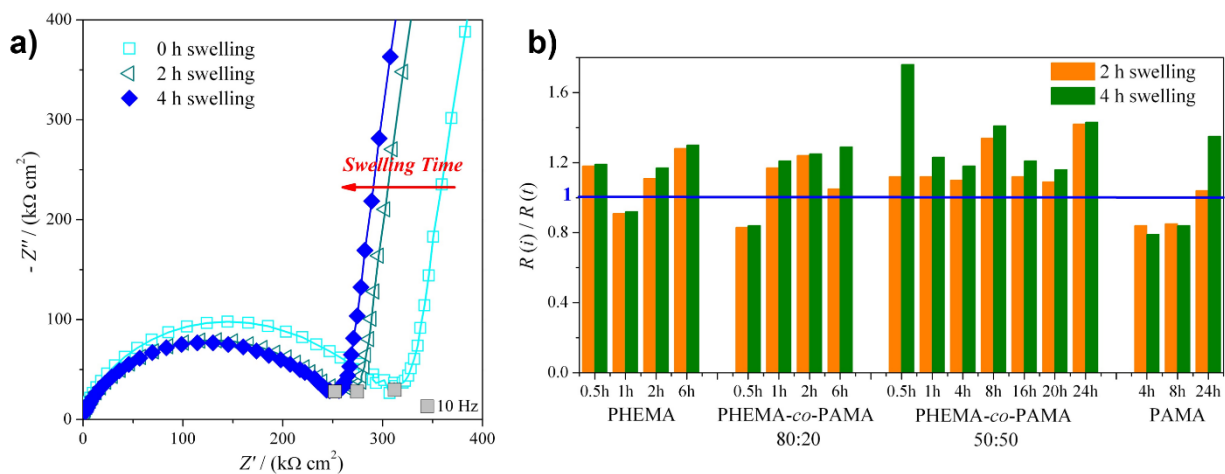 a)
400
300
200
100
0
- Z'' / (kΩ cm²)
0 h swelling
2 h swelling
4 h swelling
Swelling Time
10 Hz
0 100 200 300 400
Z' / (kΩ cm²)
b)
1.6
1.2
1
0.8
0.4
0.0
R (i) / R (t)
2 h swelling
4 h swelling
0.5h 1h 2h 6h 0.5h 1h 2h 6h 0.5h 1h 4h 8h 16h 20h 24h 4h 8h 24h
PHEMA PHEMA-co-PAMA PHEMA-co-PAMA PAMA
80:20 50:50